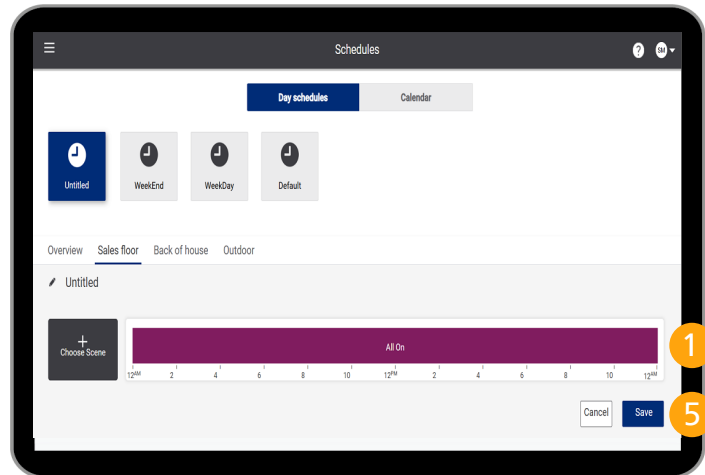 Schedules ? SM
Day schedules Calendar
Untitled WeekEnd WeekDay Default
Overview Sales floor Back of house Outdoor
Untitled
+
Choose Scene
All On
1
12AM 2 4 6 8 10 12PM 2 4 6 8 10 12AM
Cancel Save 5